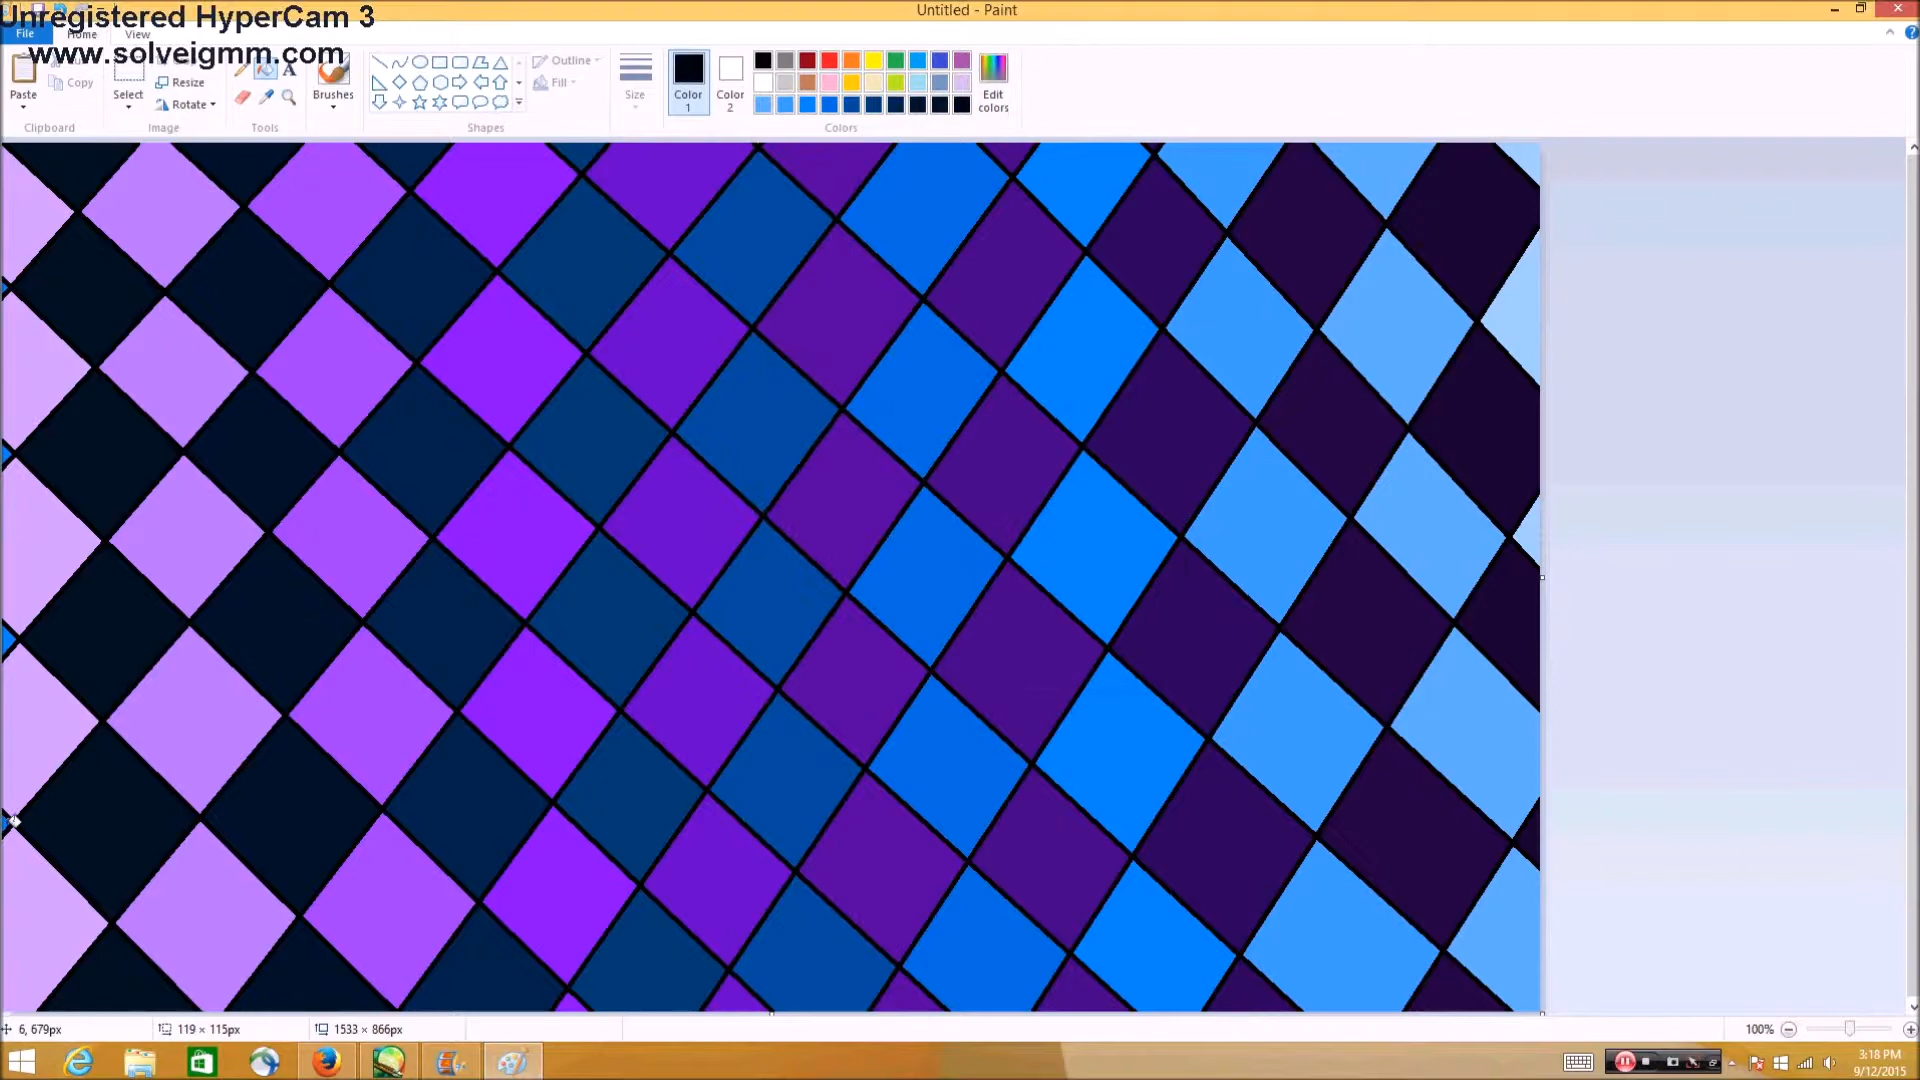 Unregistered HyperCam 3
www.solveigmm.com
Untitled - Paint
File
Home
View
Paste
Copy
Clipboard
Select
Resize
Rotate
Image
Tools
Brushes
Shapes
Outline
Fill
Size
Color 1
Color 2
Edit colors
Colors
6, 679px
119 × 115px
1533 × 866px
100%
3:18 PM
9/12/2015